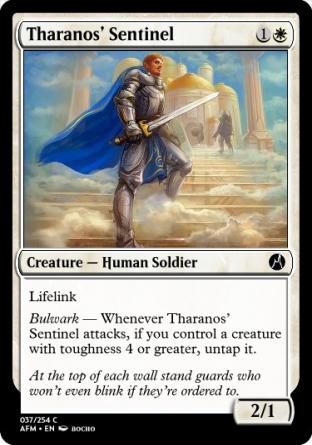 Tharanos’ Sentinel 1
Creature — Human Soldier
Lifelink
Bulwark — Whenever Tharanos’
Sentinel attacks, if you control a creature
with toughness 4 or greater, untap it.
At the top of each wall stand guards who
won’t even blink if they’re ordered to.
2/1
037/254 C
AFM • EN BOCHO